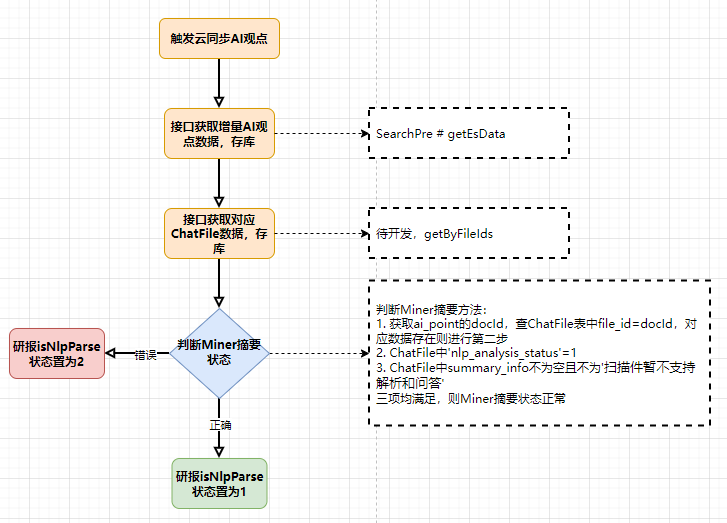 触发云同步AI观点
接口获取增量AI观
点数据，存库
SearchPre # getEsData
接口获取对应
ChatFile数据，存
库
待开发，getByFileIds
判断Miner摘要
状态
判断Miner摘要方法：
1. 获取ai_point的docId，查ChatFile表中file_id=docId，对
应数据存在则进行第二步
2. ChatFile中'nlp_analysis_status'=1
3. ChatFile中summary_info不为空且不为'扫描件暂不支持
解析和问答'
三项均满足，则Miner摘要状态正常
错误
研报isNlpParse
状态置为2
正确
研报isNlpParse
状态置为1